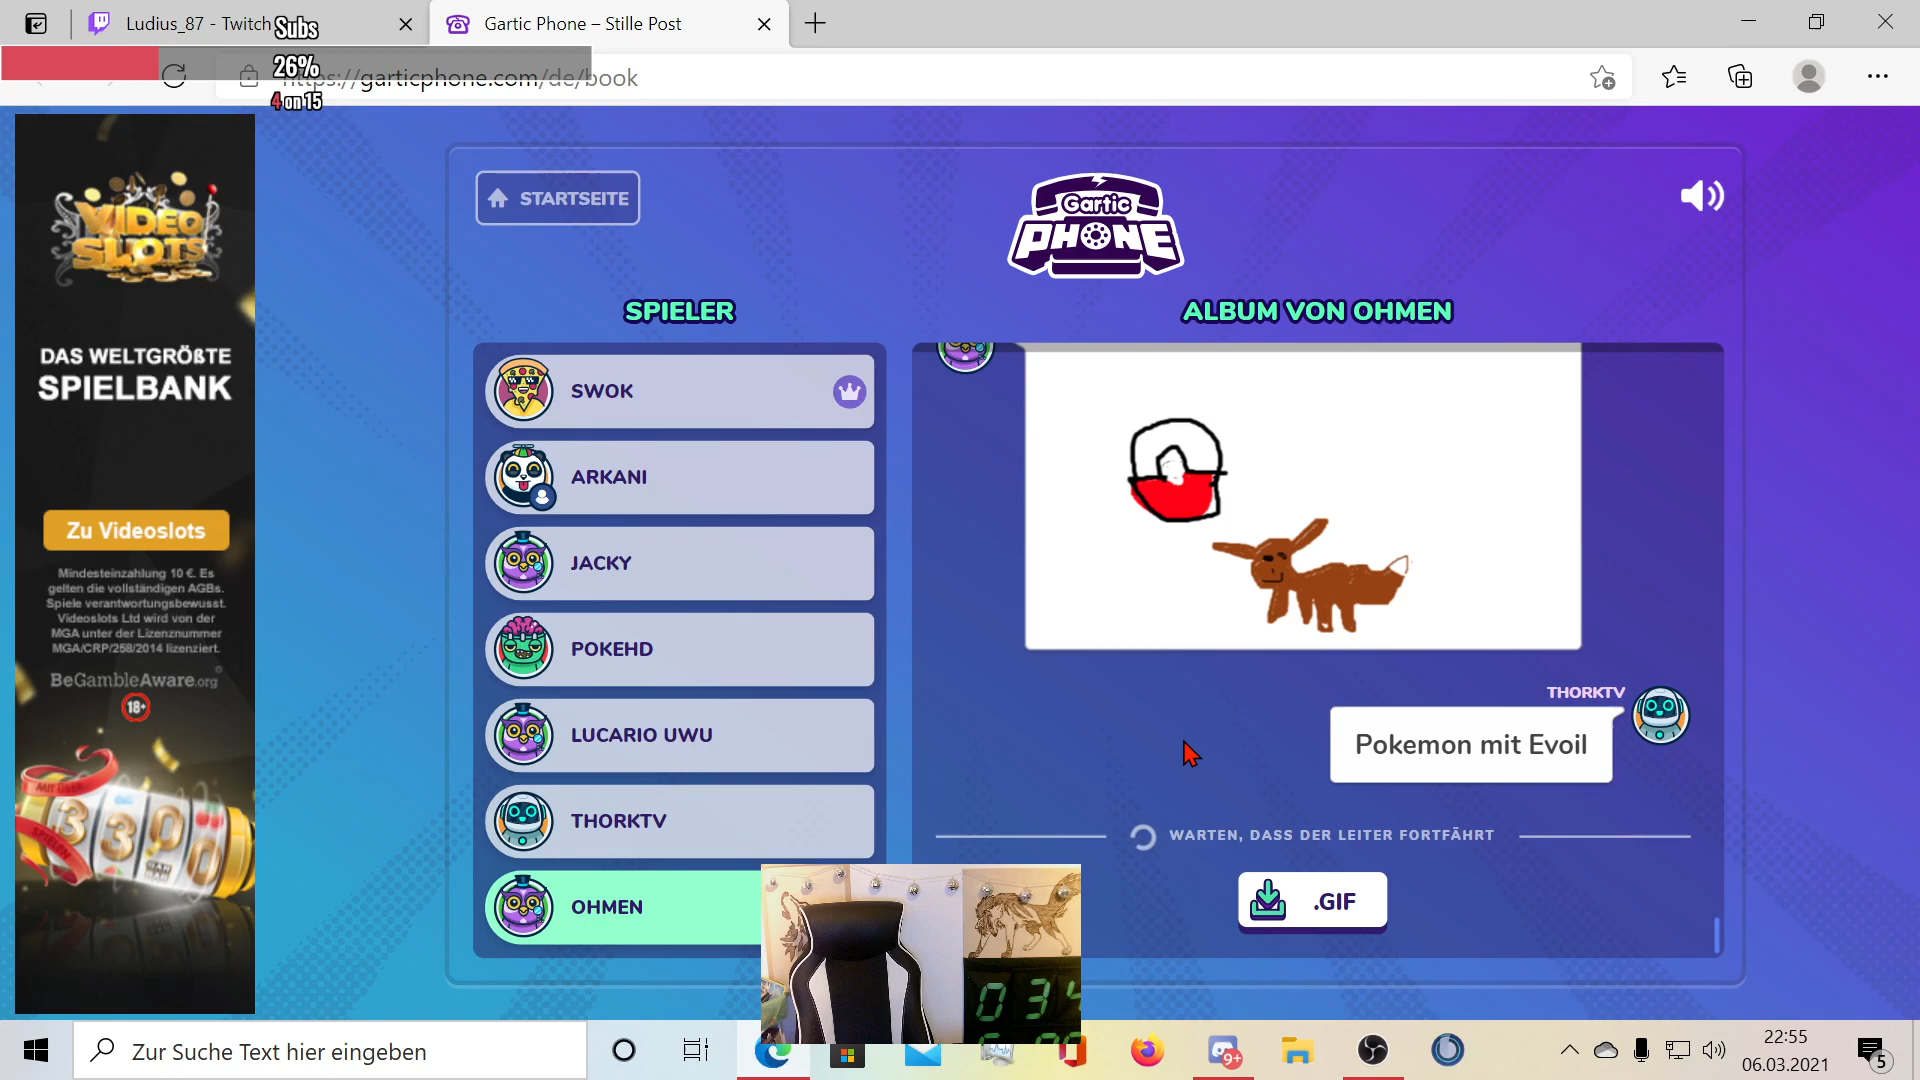 Ludius_87 - Twitch
Subs
Gartic Phone – Stille Post
26%
https://garticphone.com/de/book
4 on 15
VIDEO
SLOTS
DAS WELTGRÖßTE
SPIELBANK
Zu Videoslots
Mindesteinzahlung 10 €. Es
gelten die vollständigen AGBs.
Spiele verantwortungsbewusst.
Videoslots Ltd wird von der
MGA unter der Lizenznummer
MGA/CRP/258/2014 lizenziert.
BeGambleAware.org
18+
STARTSEITE
Gartic
PHONE
SPIELER
ALBUM VON OHMEN
SWOK
ARKANI
JACKY
POKEHD
LUCARIO UWU
THORKTV
OHMEN
THORKTV
Pokemon mit Evoil
WARTEN, DASS DER LEITER FORTFÄHRT
.GIF
034
Zur Suche Text hier eingeben
9+
22:55
06.03.2021
5